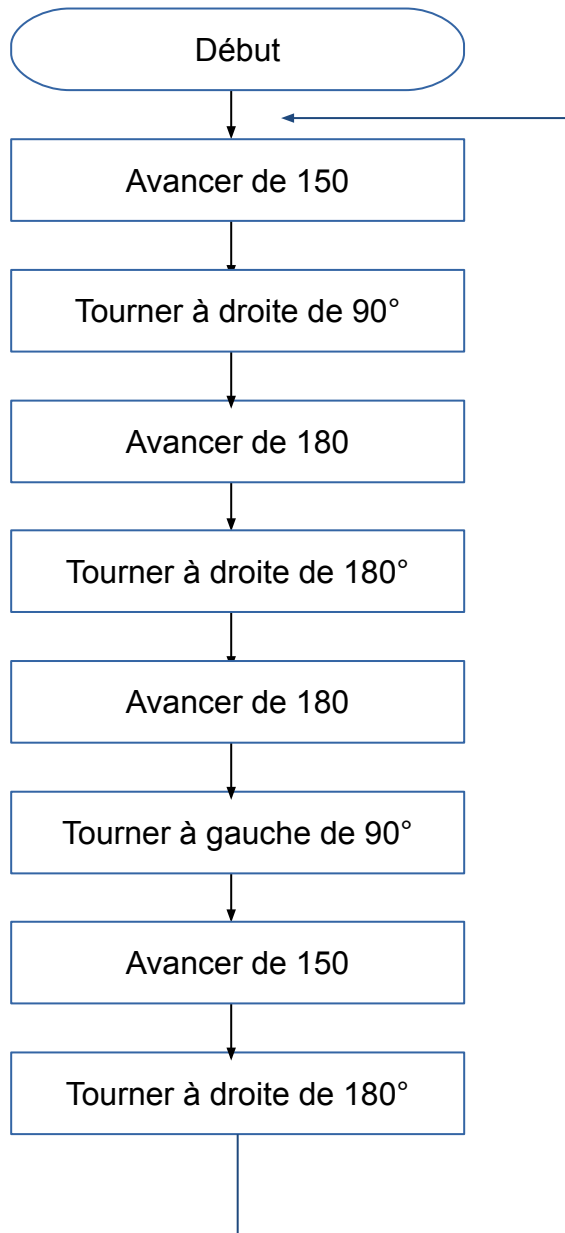 Début
Avancer de 150
Tourner à droite de 90°
Avancer de 180
Tourner à droite de 180°
Avancer de 180
Tourner à gauche de 90°
Avancer de 150
Tourner à droite de 180°